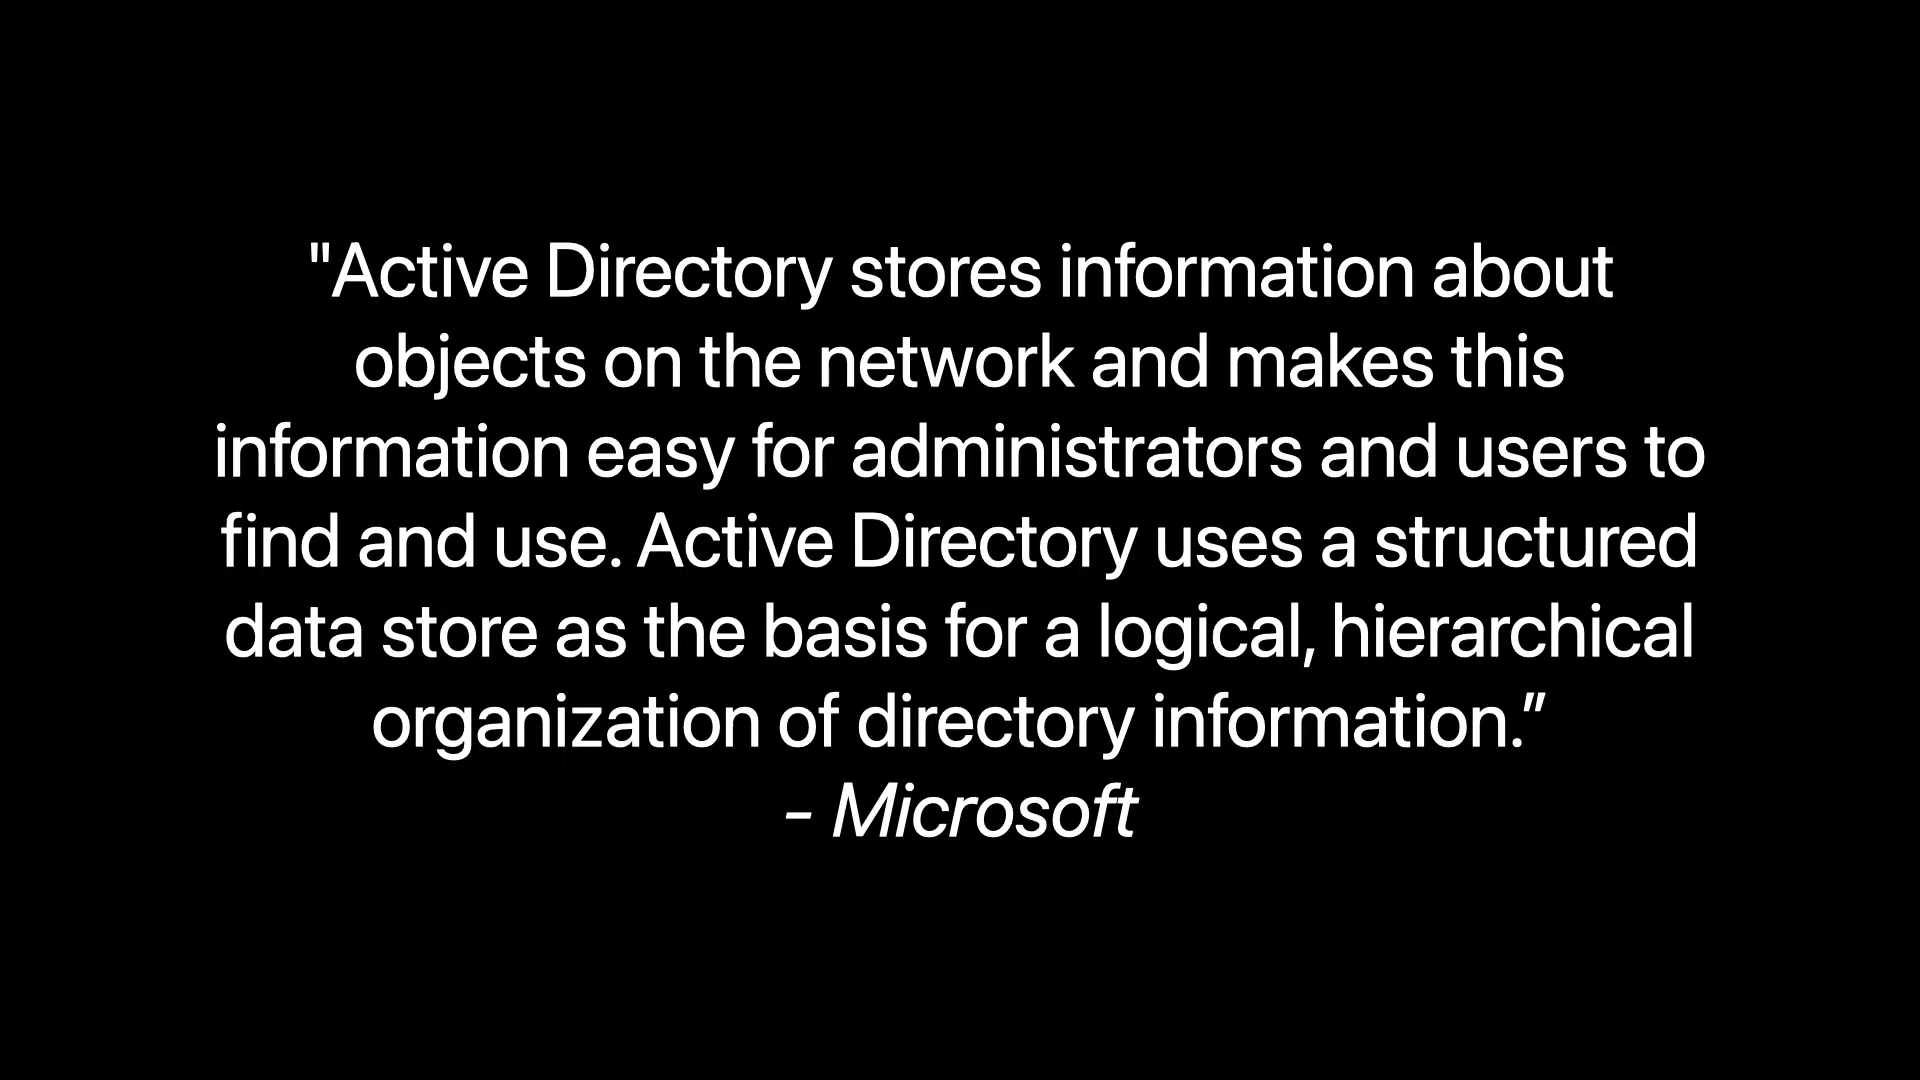 "Active Directory stores information about
objects on the network and makes this
information easy for administrators and users to
find and use. Active Directory uses a structured
data store as the basis for a logical, hierarchical
organization of directory information.”
- Microsoft